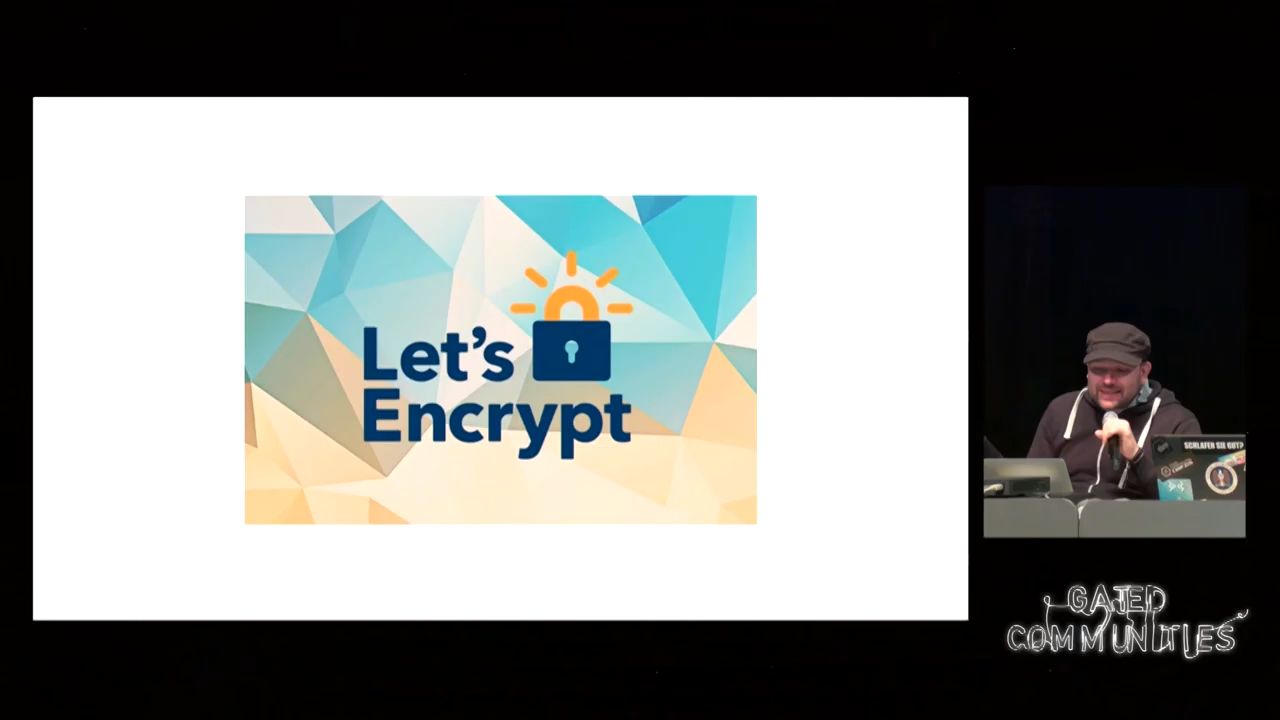 Let's
Encrypt
SCHLAFEN SIE GUT?
GATED
COMMUNITIES